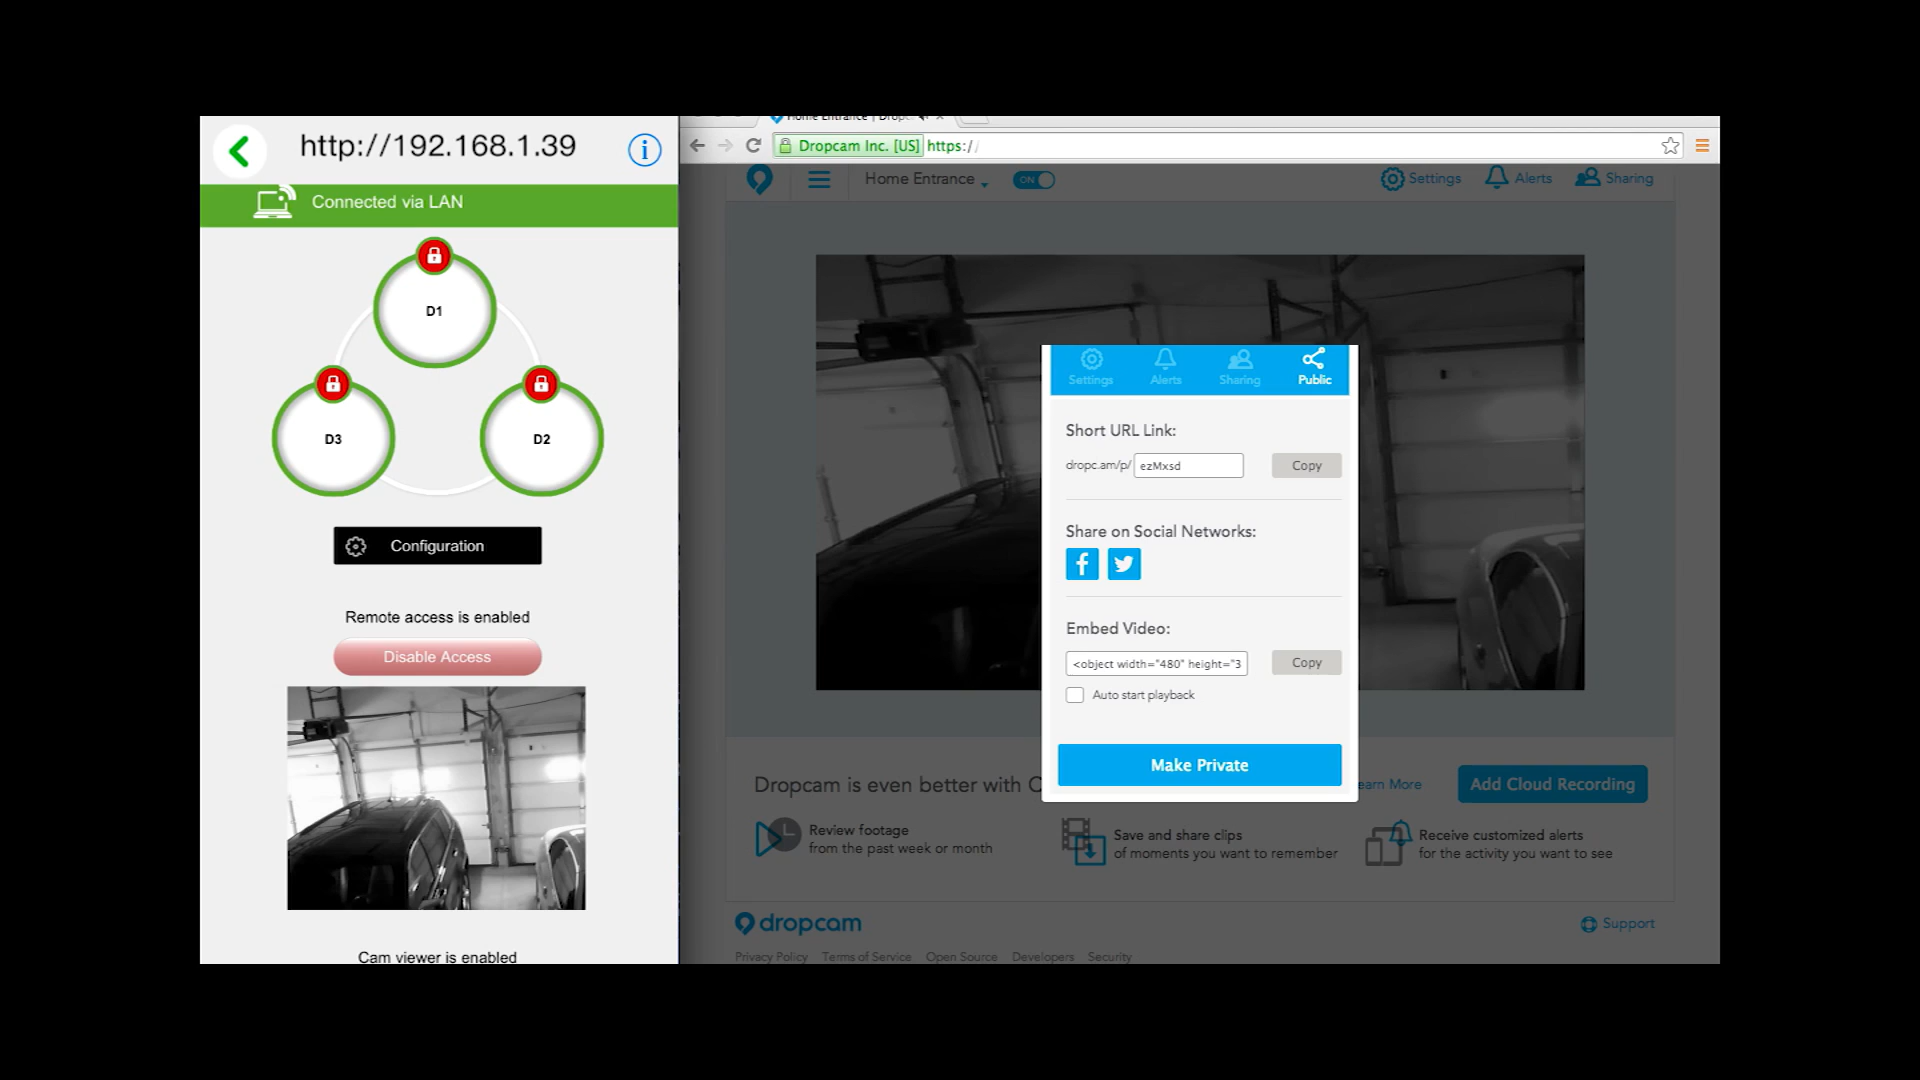 http://192.168.1.39
Connected via LAN
D1
D3
D2
Configuration
Remote access is enabled
Disable Access
Cam viewer is enabled
Home Entrance | Dropc
Dropcam Inc. [US] https://
Home Entrance
ON
Settings
Alerts
Sharing
Settings
Alerts
Sharing
Public
Short URL Link:
dropc.am/p/ ezMxsd
Copy
Share on Social Networks:
Embed Video:
<object width="480" height="3
Copy
Auto start playback
Make Private
Dropcam is even better with C
earn More
Add Cloud Recording
Review footage
from the past week or month
Save and share clips
of moments you want to remember
Receive customized alerts
for the activity you want to see
dropcam
Support
Privacy Policy Terms of Service Open Source Developers Security